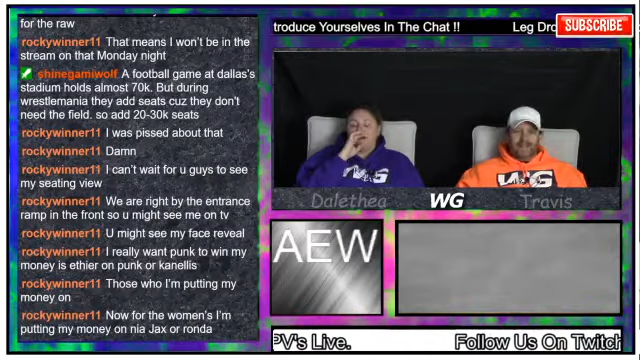 for the raw
rockywinner11 That means I won't be in the
stream on that Monday night
shinegamiwolf A football game at dallas's
stadium holds almost 70k. But during
wrestlemania they add seats cuz they don't
need the field. so add 20-30k seats
rockywinner11 I was pissed about that
rockywinner11 Damn
rockywinner11 I can't wait for u guys to see
my seating view
rockywinner11 We are right by the entrance
ramp in the front so u might see me on tv
rockywinner11 U might see my face reveal
rockywinner11 I really want punk to win my
money is ethier on punk or kanellis
rockywinner11 Those who I'm putting my
money on
rockywinner11 Now for the women's I'm
putting my money on nia Jax or ronda
troduce Yourselves In The Chat !!
Leg Dro
SUBSCRIBE
Dalethea
WG
Travis
AEW
PV's Live.
Follow Us On Twitch